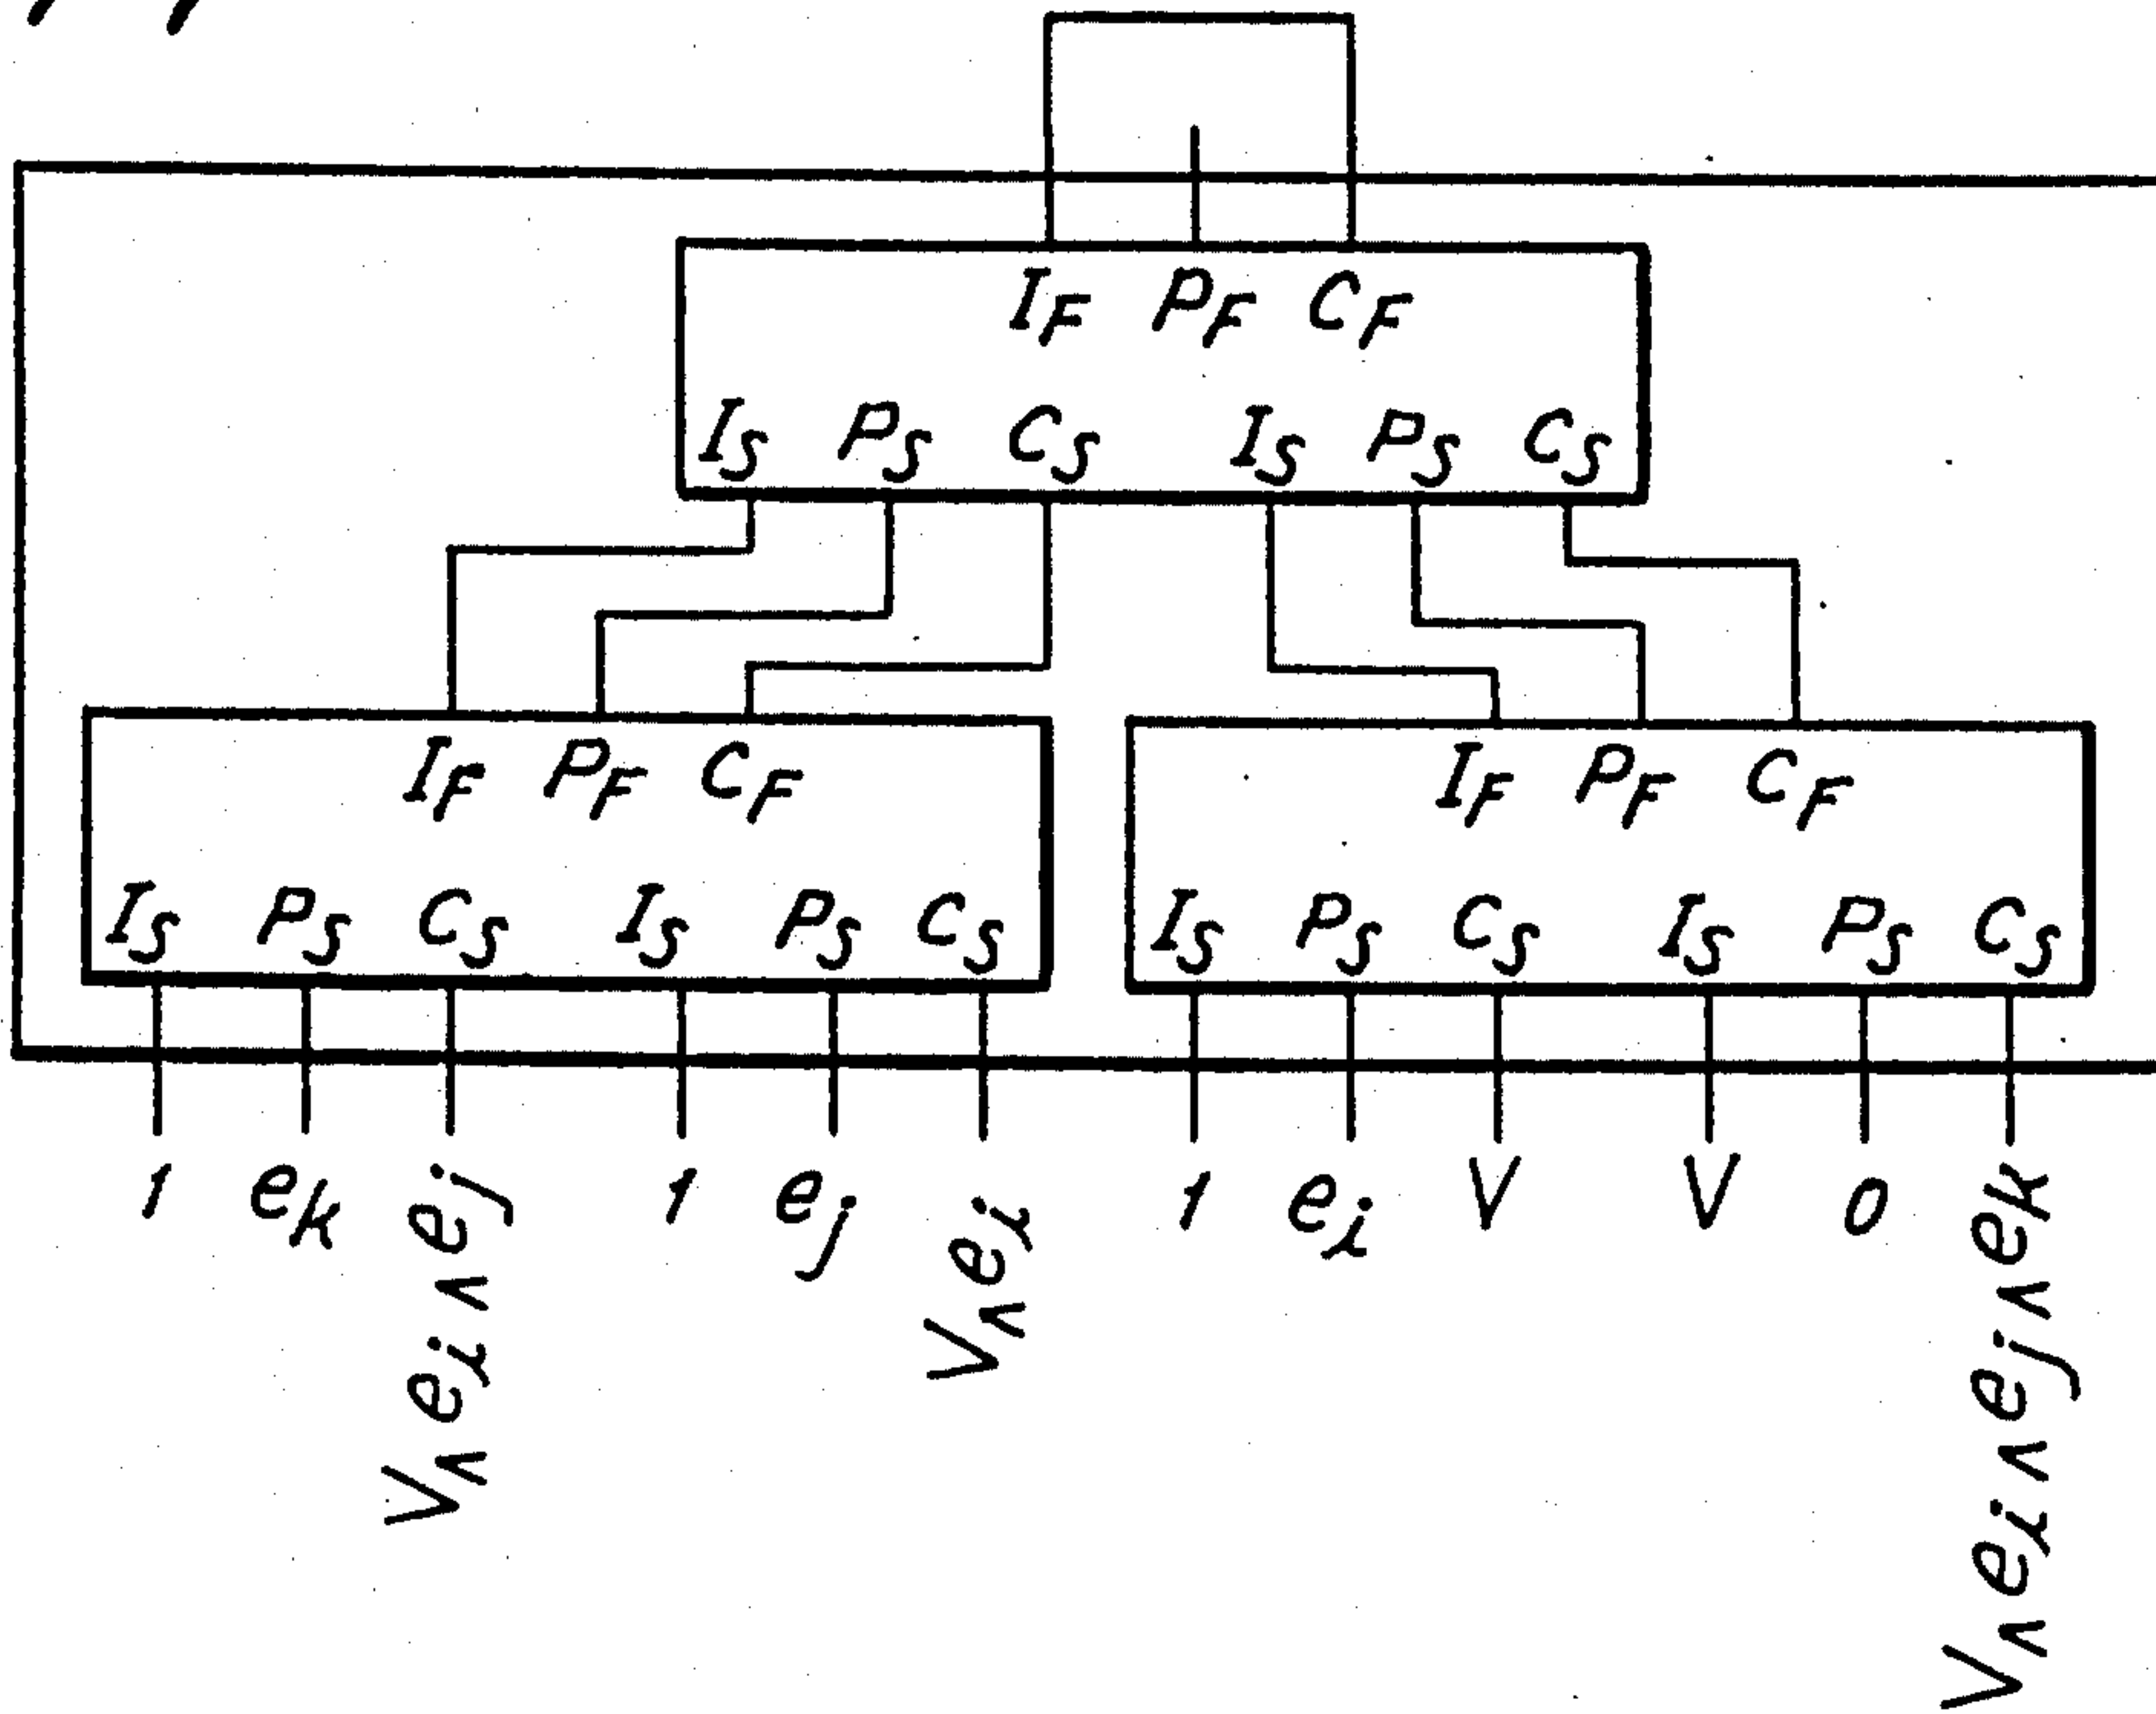 I_F P_F C_F
I_S P_S C_S I_S P_S C_S
I_F P_F C_F I_F P_F C_F
I_S P_S C_S I_S P_S C_S I_S P_S C_S I_S P_S C_S
1 e_k V∧e_i∧e_j 1 e_j V∧e_i 1 e_i V V 0 V∧e_i∧e_j∧e_k